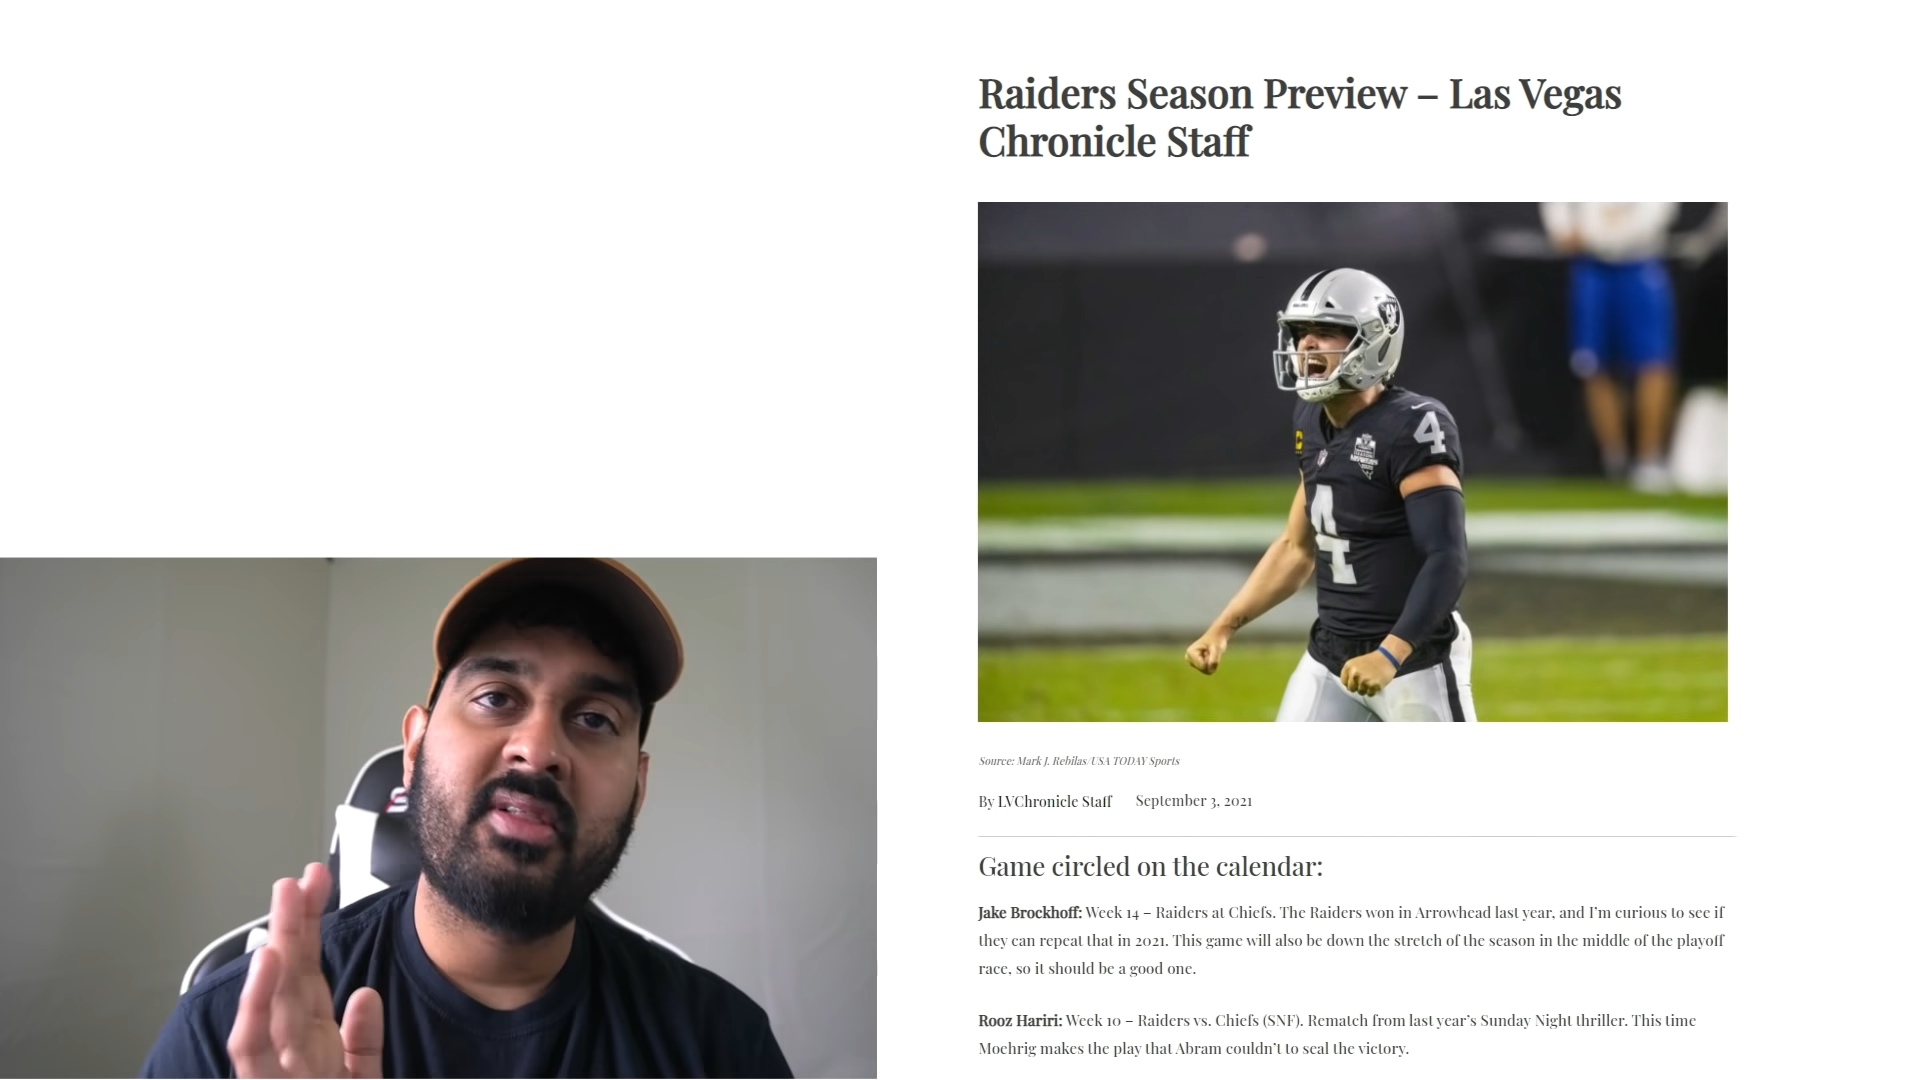 Raiders Season Preview – Las Vegas
Chronicle Staff
4
4
Source: Mark J. Rebilas/USA TODAY Sports
By LVChronicle Staff September 3, 2021
Game circled on the calendar:
Jake Brockhoff: Week 14 – Raiders at Chiefs. The Raiders won in Arrowhead last year, and I'm curious to see if
they can repeat that in 2021. This game will also be down the stretch of the season in the middle of the playoff
race, so it should be a good one.
Rooz Hariri: Week 10 – Raiders vs. Chiefs (SNF). Rematch from last year's Sunday Night thriller. This time
Moehrig makes the play that Abram couldn't to seal the victory.